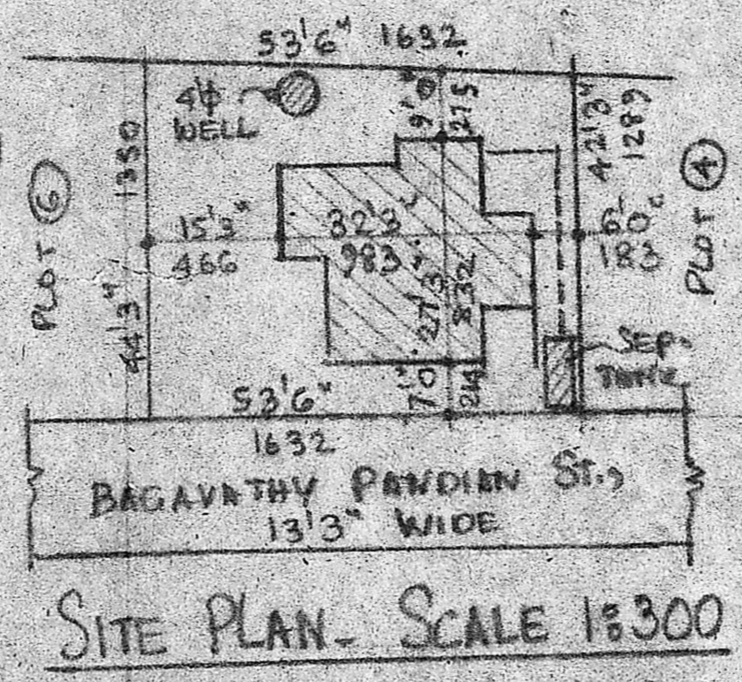 53'6" 1632
4'ϕ
WELL
9'0"
275
42'3"
1289
1350
44'3"
PLOT 6
PLOT 4
15'3"
466
32'3"
983
27'3"
832
6'0"
183
7'0"
214
SEP.
53'6"
1632
BAGAVATHY PANDIAN ST.,
13'3" WIDE
SITE PLAN- SCALE 1:300